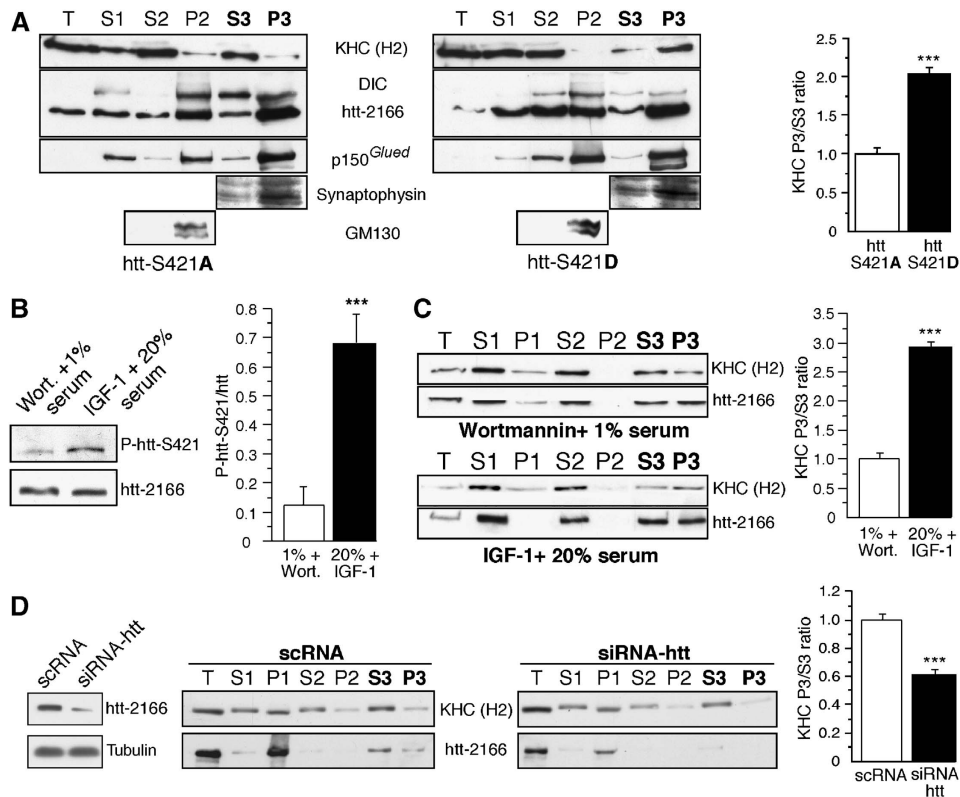 A
T S1 S2 P2 S3 P3
KHC (H2)
DIC
htt-2166
p150Glued
Synaptophysin
GM130
htt-S421A
T S1 S2 P2 S3 P3
htt-S421D
KHC P3/S3 ratio
2.5
2.0
1.5
1.0
0.5
0
***
htt S421A
htt S421D
B
Wort. +1% serum
IGF-1 + 20% serum
P-htt-S421
htt-2166
P-htt-S421/htt
0.8
0.7
0.6
0.5
0.4
0.3
0.2
0.1
0
***
1% + Wort.
20% + IGF-1
C
T S1 P1 S2 P2 S3 P3
KHC (H2)
htt-2166
Wortmannin+ 1% serum
T S1 P1 S2 P2 S3 P3
KHC (H2)
htt-2166
IGF-1+ 20% serum
KHC P3/S3 ratio
3.5
3.0
2.5
2.0
1.5
1.0
0.5
0
***
1% + Wort.
20% + IGF-1
D
scRNA
siRNA-htt
htt-2166
Tubulin
scRNA
T S1 P1 S2 P2 S3 P3
KHC (H2)
htt-2166
siRNA-htt
T S1 P1 S2 P2 S3 P3
KHC P3/S3 ratio
1.2
1.0
0.8
0.6
0.4
0.2
0
***
scRNA
siRNA htt